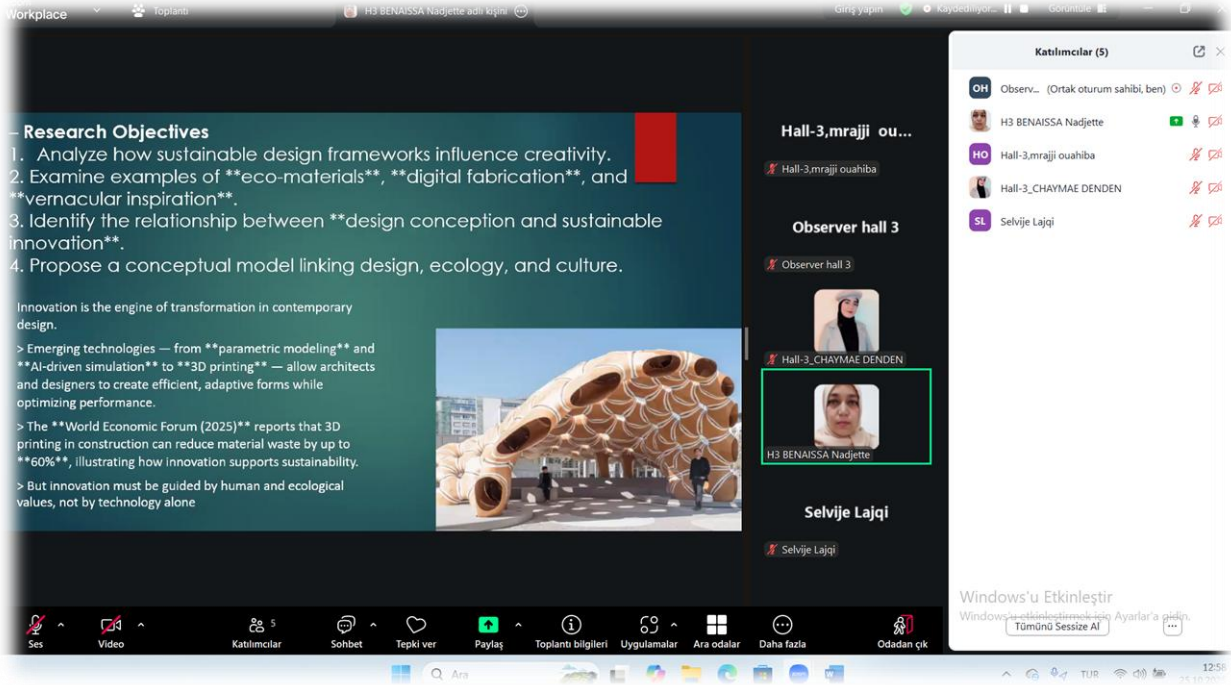 Workplace
Toplantı
H3 BENAISSA Nadjette adlı kişini
Giriş yapın
Kaydediliyor...
Görüntüle
– Research Objectives
1. Analyze how sustainable design frameworks influence creativity.
2. Examine examples of **eco-materials**, **digital fabrication**, and
**vernacular inspiration**.
3. Identify the relationship between **design conception and sustainable
innovation**.
4. Propose a conceptual model linking design, ecology, and culture.
Innovation is the engine of transformation in contemporary
design.
> Emerging technologies — from **parametric modeling** and
**AI-driven simulation** to **3D printing** — allow architects
and designers to create efficient, adaptive forms while
optimizing performance.
> The **World Economic Forum (2025)** reports that 3D
printing in construction can reduce material waste by up to
**60%**, illustrating how innovation supports sustainability.
> But innovation must be guided by human and ecological
values, not by technology alone
Hall-3,mrajji ou...
Hall-3,mrajji ouahiba
Observer hall 3
Observer hall 3
Hall-3_CHAYMAE DENDEN
H3 BENAISSA Nadjette
Selvije Lajqi
Selvije Lajqi
Katılımcılar (5)
OH Observ... (Ortak oturum sahibi, ben)
H3 BENAISSA Nadjette
HO Hall-3,mrajji ouahiba
Hall-3_CHAYMAE DENDEN
SL Selvije Lajqi
Windows'u Etkinleştir
Windows'u etkinleştirmek için Ayarlar'a gidin.
Tümünü Sessize Al
Ses
Video
Katılımcılar 5
Sohbet
Tepki ver
Paylaş
Toplantı bilgileri
Uygulamalar
Ara odalar
Daha fazla
Odadan çık
Ara
TUR
12:58